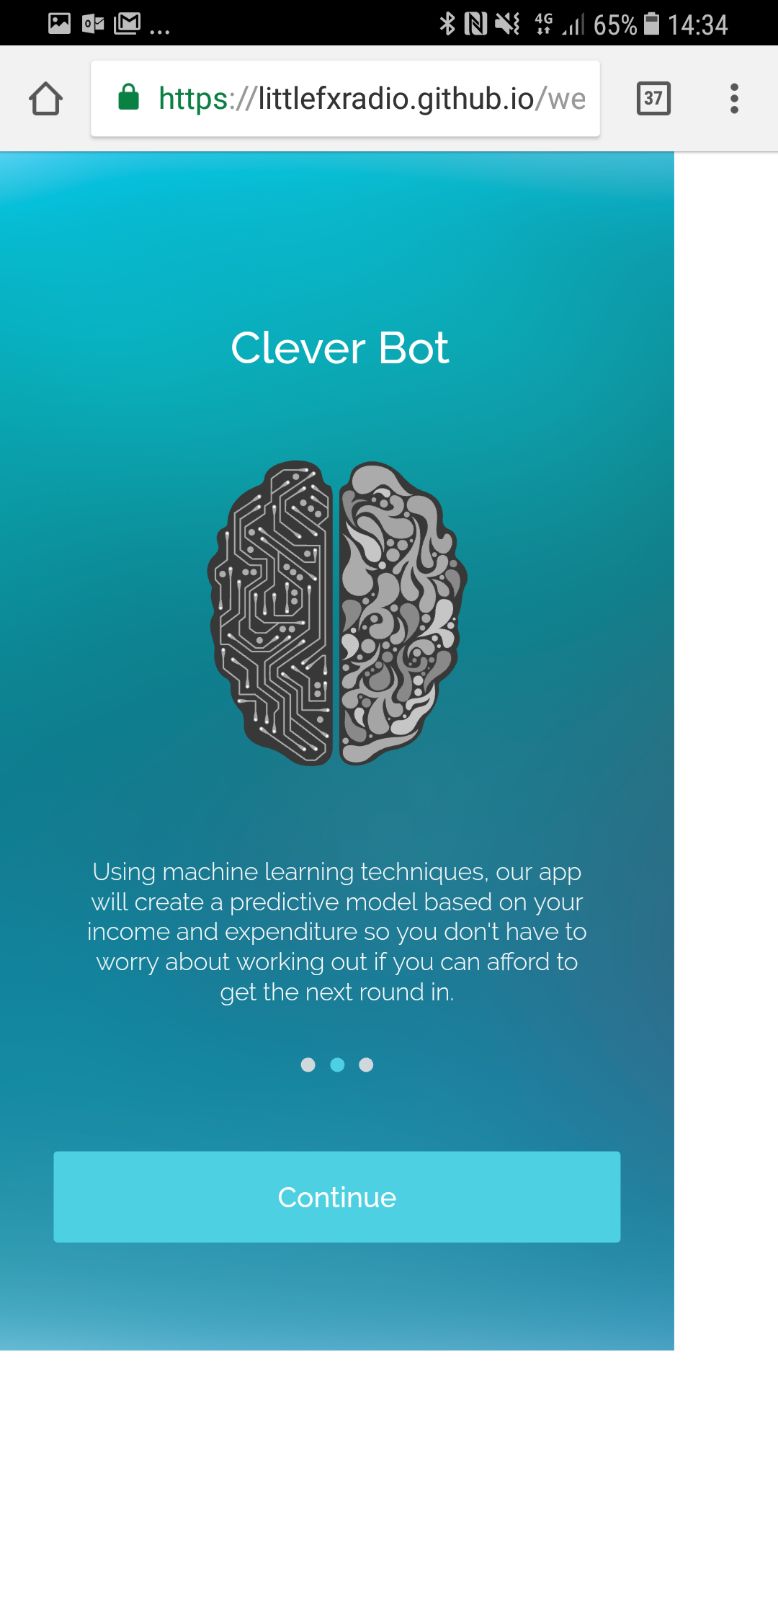 ... 4G 65% 14:34
https://littlefxradio.github.io/we 37
Clever Bot
Using machine learning techniques, our app
will create a predictive model based on your
income and expenditure so you don't have to
worry about working out if you can afford to
get the next round in.
Continue